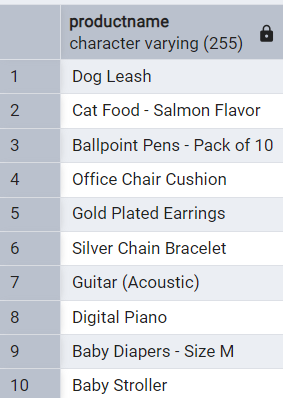 productname
character varying (255)
1 Dog Leash
2 Cat Food - Salmon Flavor
3 Ballpoint Pens - Pack of 10
4 Office Chair Cushion
5 Gold Plated Earrings
6 Silver Chain Bracelet
7 Guitar (Acoustic)
8 Digital Piano
9 Baby Diapers - Size M
10 Baby Stroller